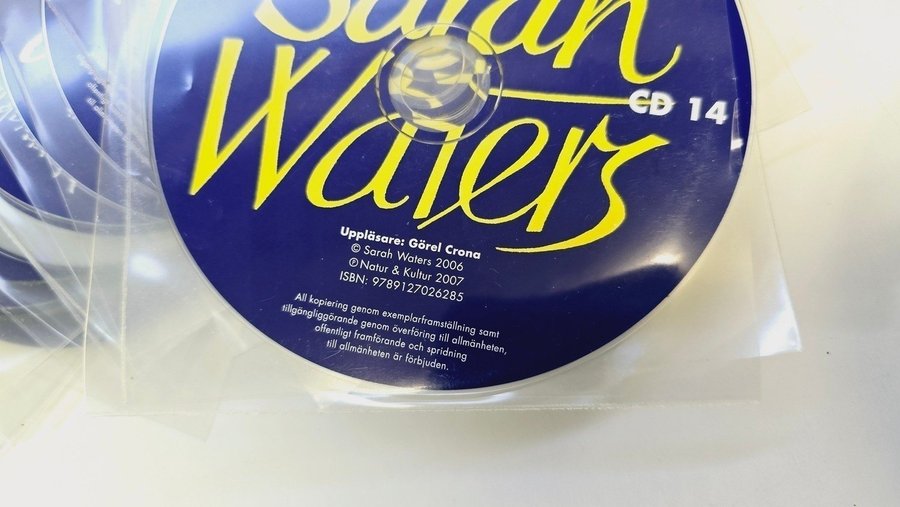 Sarah
Waters
CD 14
Uppläsare: Görel Crona
© Sarah Waters 2006
℗ Natur & Kultur 2007
ISBN: 9789127026285
All kopiering genom exemplarframställning samt
tillgängliggörande genom överföring till allmänheten,
offentligt framförande och spridning
till allmänheten är förbjuden.